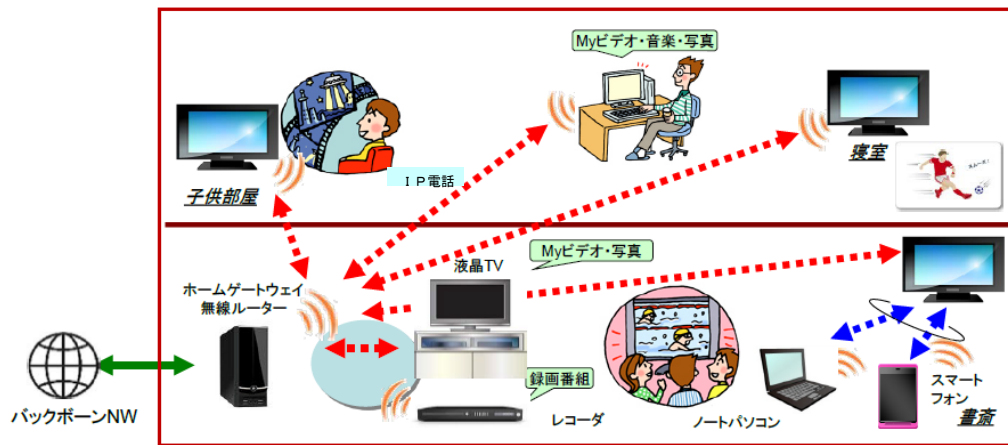 Myビデオ・音楽・写真
寝室
スムーズ！
子供部屋
ＩＰ電話
Myビデオ・写真
液晶TV
ホームゲートウェイ
無線ルーター
録画番組
レコーダ
ノートパソコン
スマート
フォン
書斎
バックボーンNW